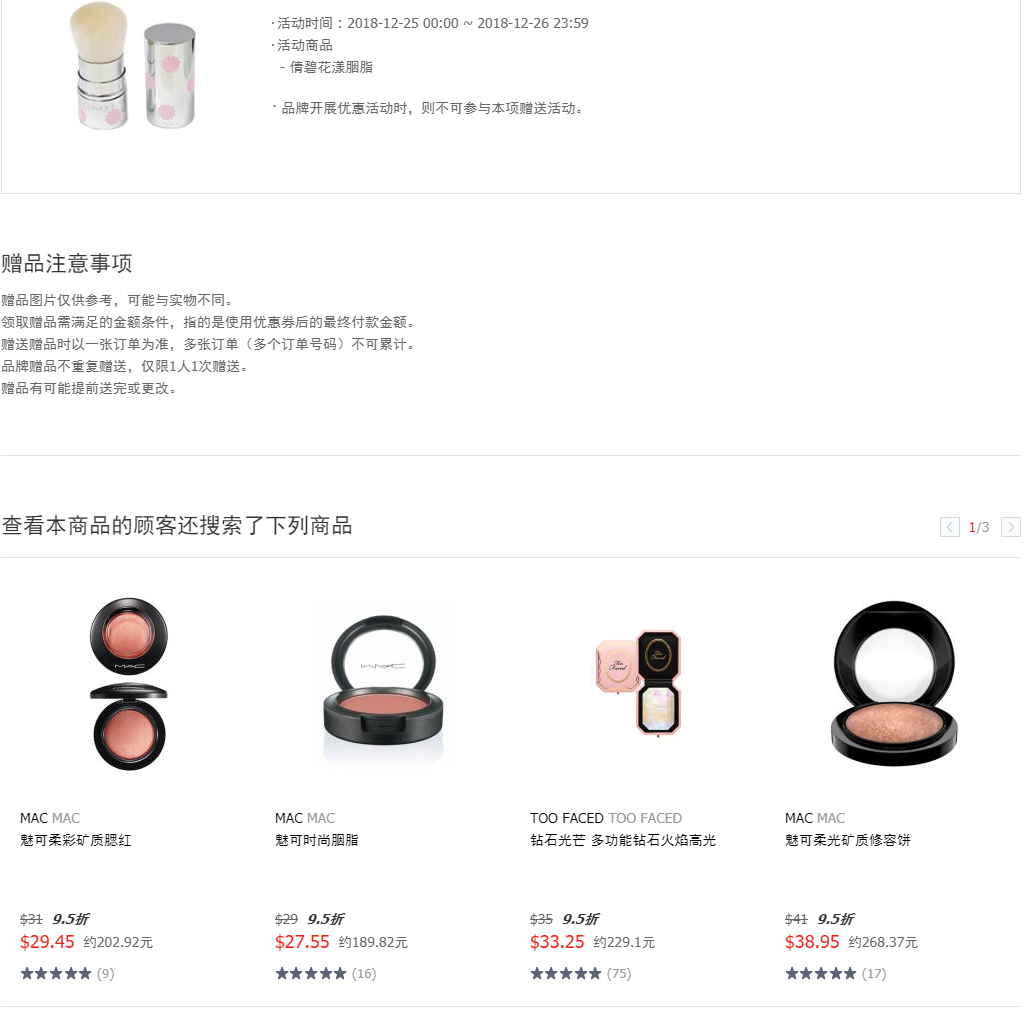 · 活动时间：2018-12-25 00:00 ~ 2018-12-26 23:59
· 活动商品
- 倩碧花漾胭脂
· 品牌开展优惠活动时，则不可参与本项赠送活动。
赠品注意事项
赠品图片仅供参考，可能与实物不同。
领取赠品需满足的金额条件，指的是使用优惠券后的最终付款金额。
赠送赠品时以一张订单为准，多张订单（多个订单号码）不可累计。
品牌赠品不重复赠送，仅限1人1次赠送。
赠品有可能提前送完或更改。
查看本商品的顾客还搜索了下列商品
1/3
MAC
MAC
Too Faced
Too Faced
MAC MAC
魅可柔彩矿质腮红
$31 9.5折
$29.45 约202.92元
(9)
MAC MAC
魅可时尚胭脂
$29 9.5折
$27.55 约189.82元
(16)
TOO FACED TOO FACED
钻石光芒 多功能钻石火焰高光
$35 9.5折
$33.25 约229.1元
(75)
MAC MAC
魅可柔光矿质修容饼
$41 9.5折
$38.95 约268.37元
(17)